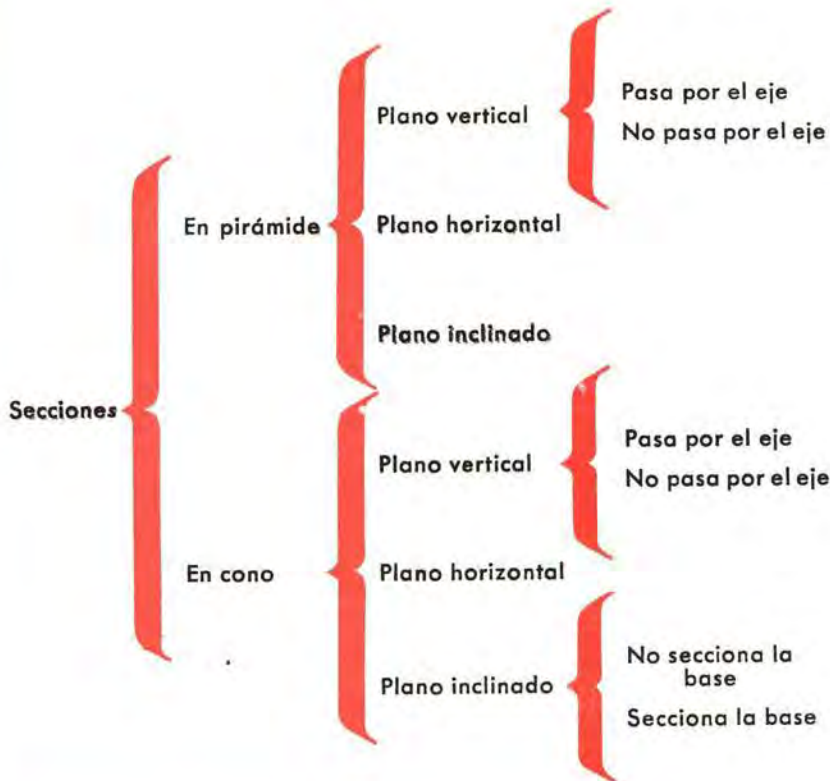 Secciones
En pirámide
Plano vertical
Pasa por el eje
No pasa por el eje
Plano horizontal
Plano inclinado
En cono
Plano vertical
Pasa por el eje
No pasa por el eje
Plano horizontal
Plano inclinado
No secciona la
base
Secciona la base